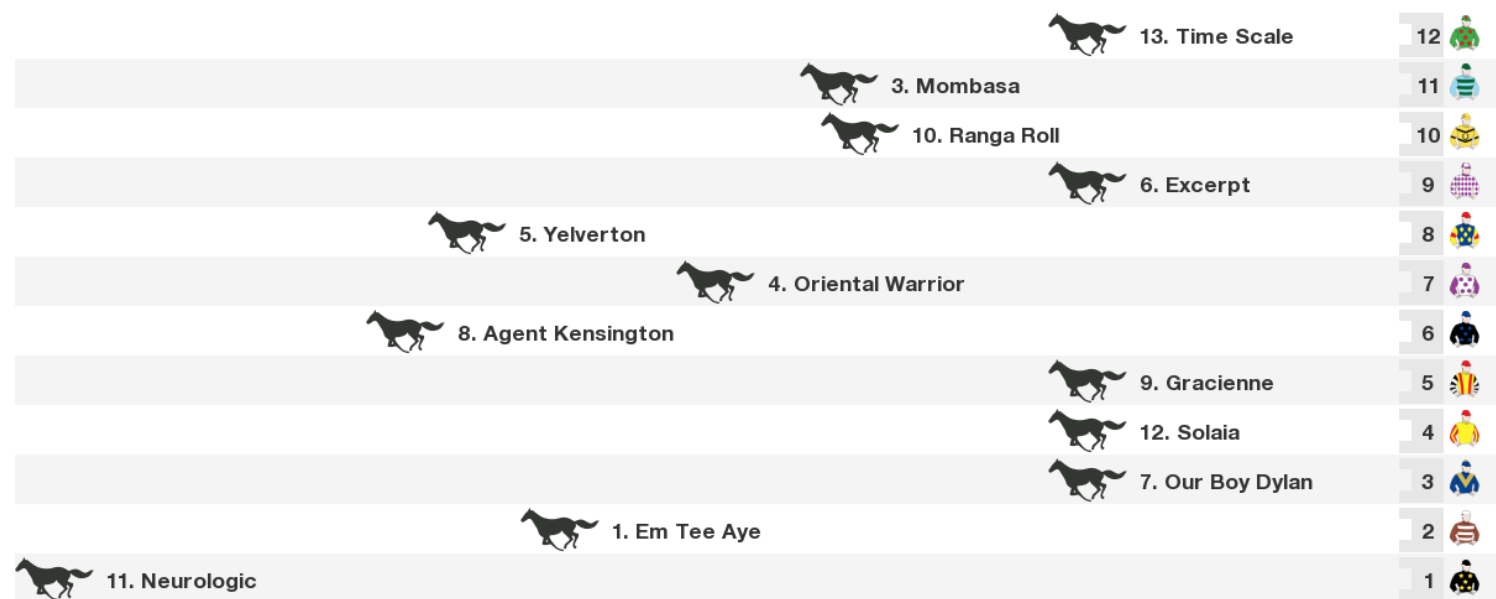 13. Time Scale 12
3. Mombasa 11
10. Ranga Roll 10
6. Excerpt 9
5. Yelverton 8
4. Oriental Warrior 7
8. Agent Kensington 6
9. Gracienne 5
12. Solaia 4
7. Our Boy Dylan 3
1. Em Tee Aye 2
11. Neurologic 1